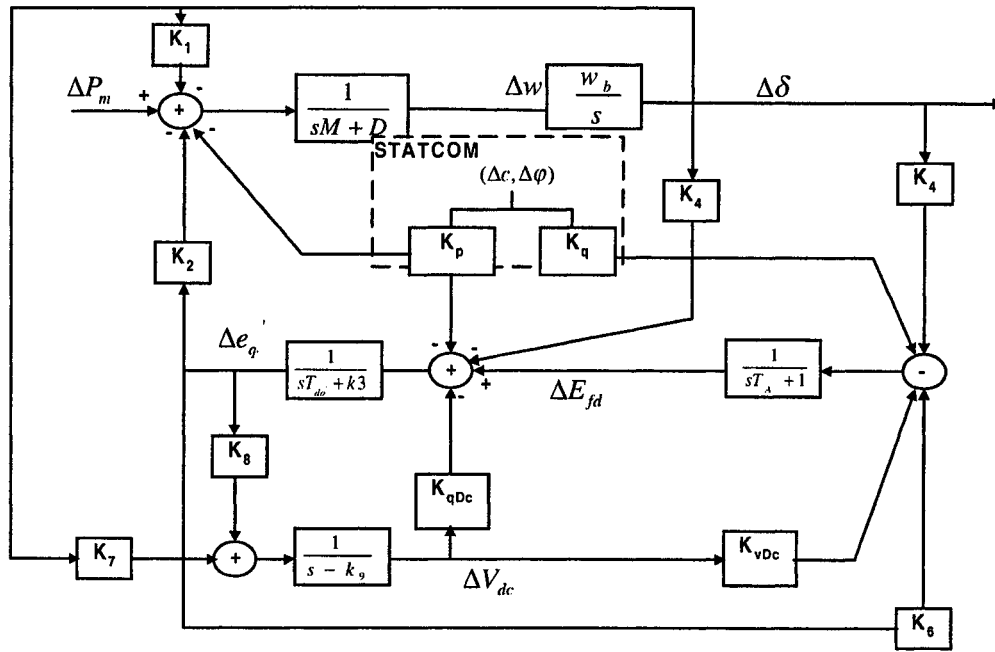 K1
ΔPm
+
-
+
-
-
1
sM + D
Δw
wb
s
Δδ
STATCOM
(Δc, Δφ)
K4
K4
Kp
Kq
K2
Δeq'
1
sTdo' + k3
-
-
+
+
-
ΔEfd
1
sTA + 1
-
K8
KqDc
K7
+
1
s - k9
ΔVdc
KvDc
K6